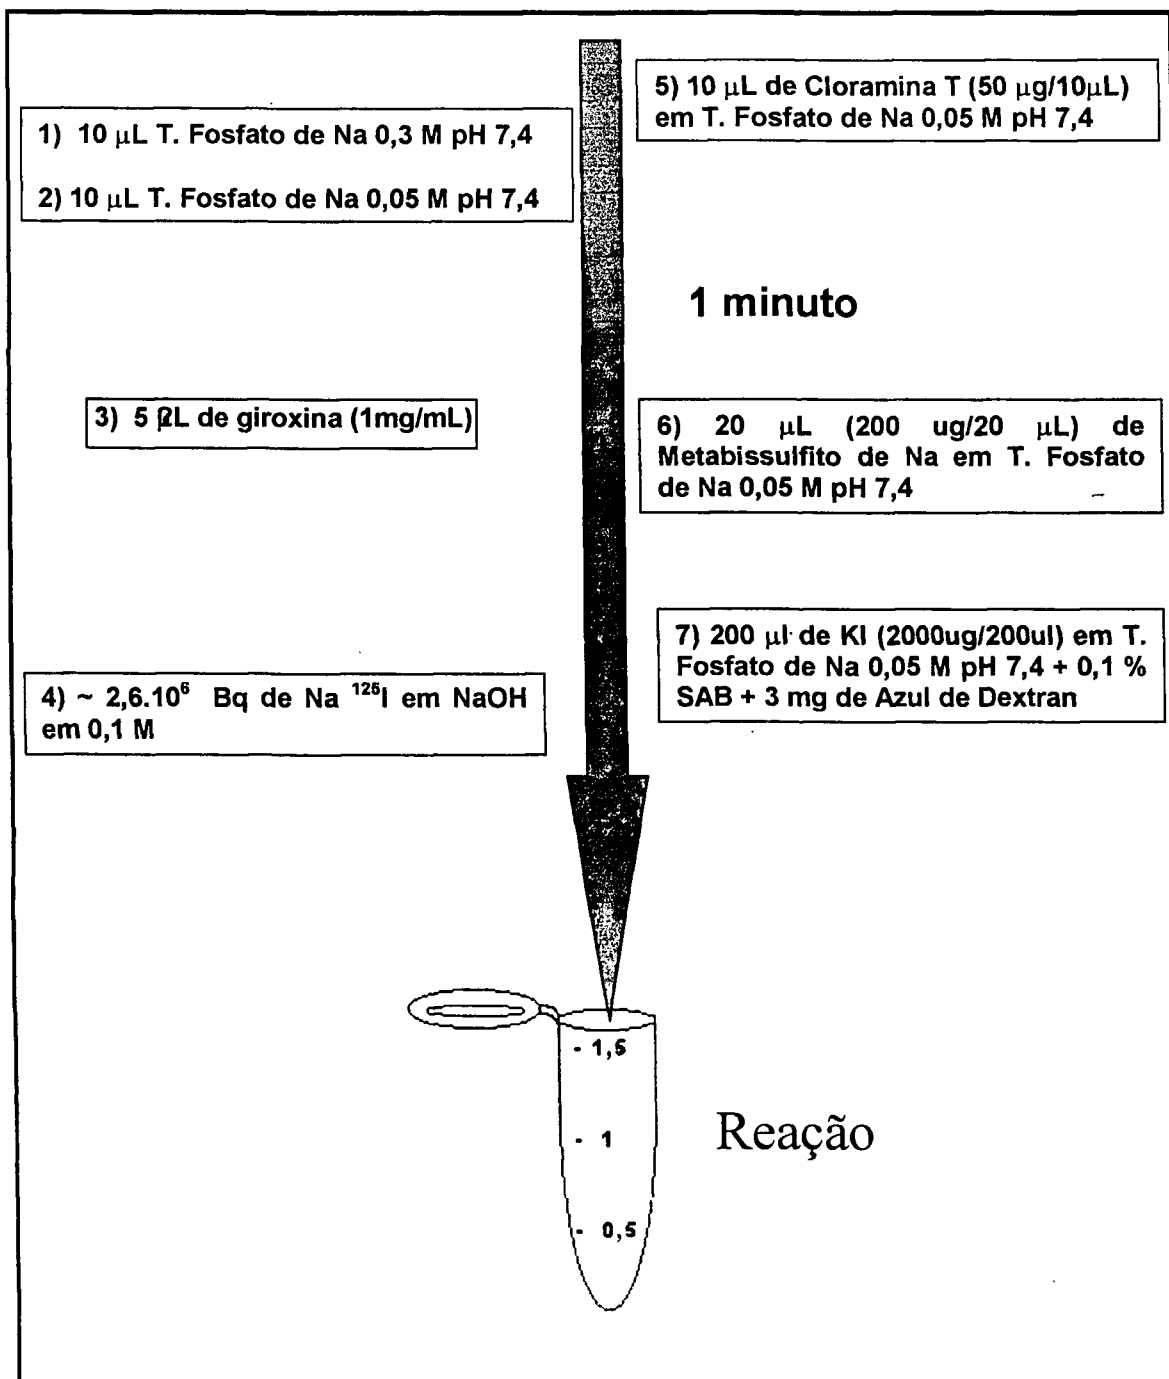 1) 10 µL T. Fosfato de Na 0,3 M pH 7,4
2) 10 µL T. Fosfato de Na 0,05 M pH 7,4
3) 5 µL de giroxina (1mg/mL)
4) ~ 2,6.10⁶ Bq de Na ¹²⁵I em NaOH
em 0,1 M
5) 10 µL de Cloramina T (50 µg/10µL)
em T. Fosfato de Na 0,05 M pH 7,4
1 minuto
6) 20 µL (200 ug/20 µL) de
Metabissulfito de Na em T. Fosfato
de Na 0,05 M pH 7,4
7) 200 µl de KI (2000ug/200ul) em T.
Fosfato de Na 0,05 M pH 7,4 + 0,1 %
SAB + 3 mg de Azul de Dextran
- 1,5
- 1
- 0,5
Reação